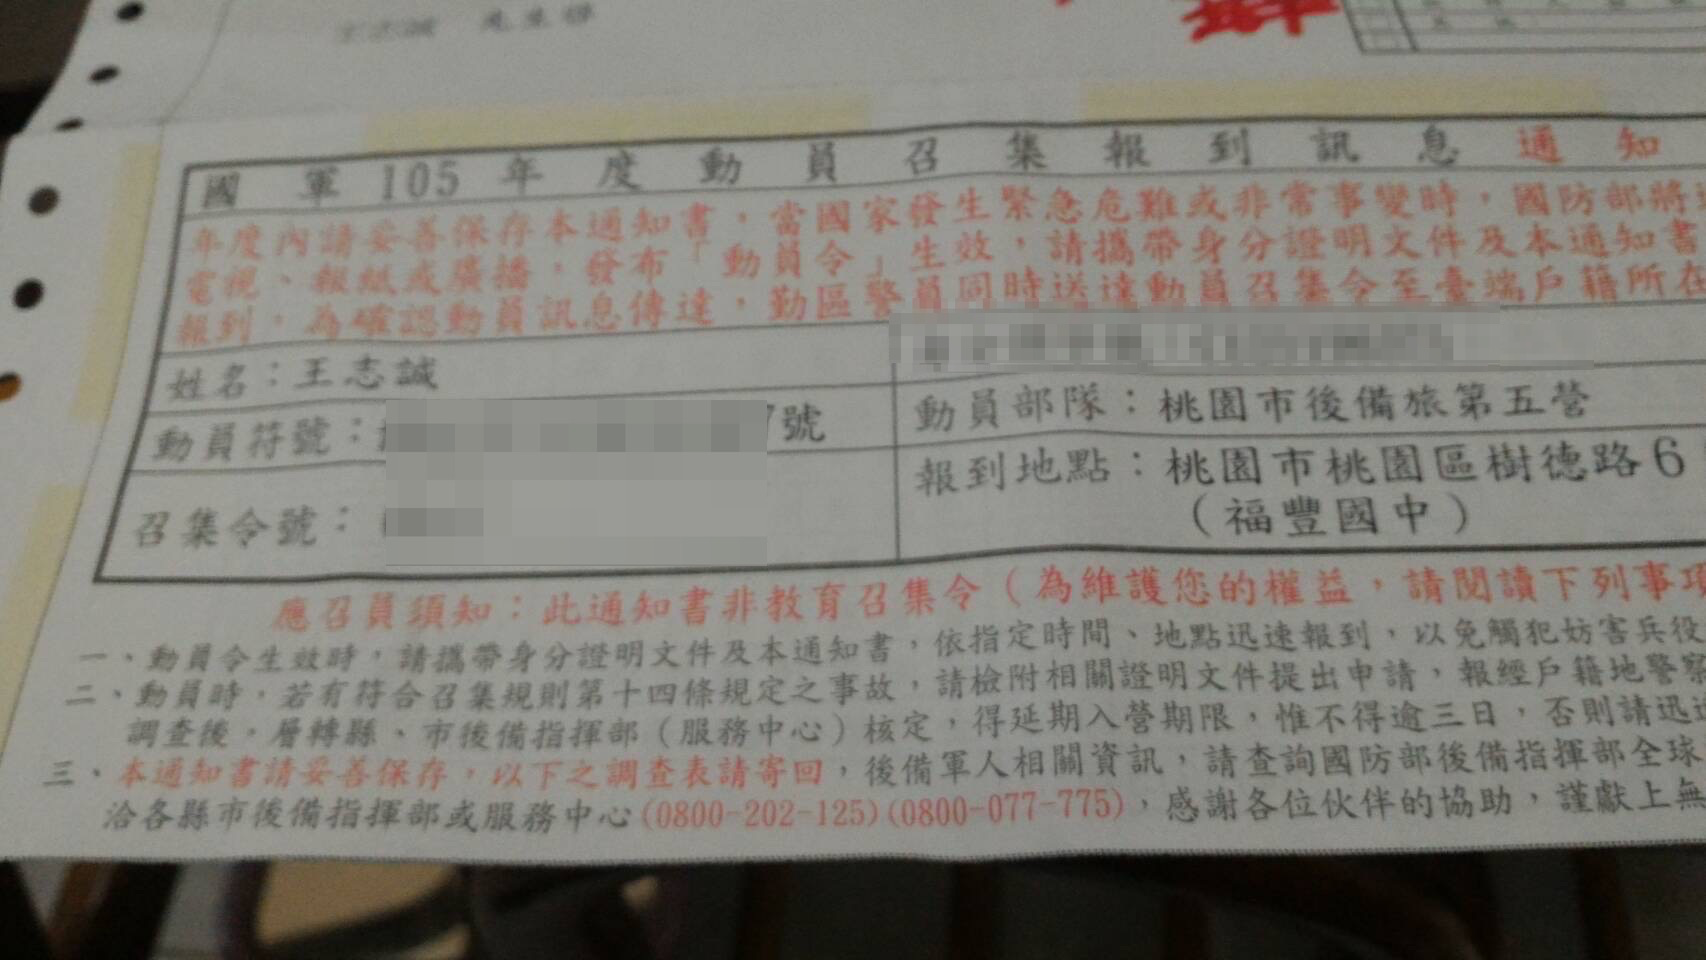 王志誠 先生
國軍105年度動員召集報到訊息通知
年度內請妥善保存本通知書，當國家發生緊急危難或非常事變時，國防部將
電視、報紙或廣播，發布「動員令」生效，請攜帶身分證明文件及本通知書
報到，為確認動員訊息傳達，勤區警員同時送達動員召集令至臺端戶籍所在
姓名：王志誠
動員符號：7號
動員部隊：桃園市後備旅第五營
召集令號：
報到地點：桃園市桃園區樹德路6
（福豐國中）
應召員須知：此通知書非教育召集令（為維護您的權益，請閱讀下列事項
一、動員令生效時，請攜帶身分證明文件及本通知書，依指定時間、地點迅速報到，以免觸犯妨害兵役
二、動員時，若有符合召集規則第十四條規定之事故，請檢附相關證明文件提出申請，報經戶籍地警察
調查後，層轉縣、市後備指揮部（服務中心）核定，得延期入營期限，惟不得逾三日，否則請迅
三、本通知書請妥善保存，以下之調查表請寄回，後備軍人相關資訊，請查詢國防部後備指揮部全球
洽各縣市後備指揮部或服務中心(0800-202-125)(0800-077-775)，感謝各位伙伴的協助，謹獻上無